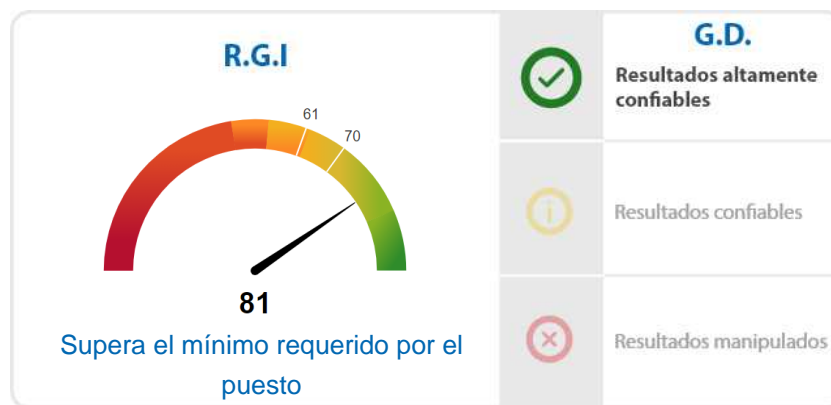 R.G.I
61
70
81
Supera el mínimo requerido por el
puesto
G.D.
Resultados altamente
confiables
Resultados confiables
Resultados manipulados